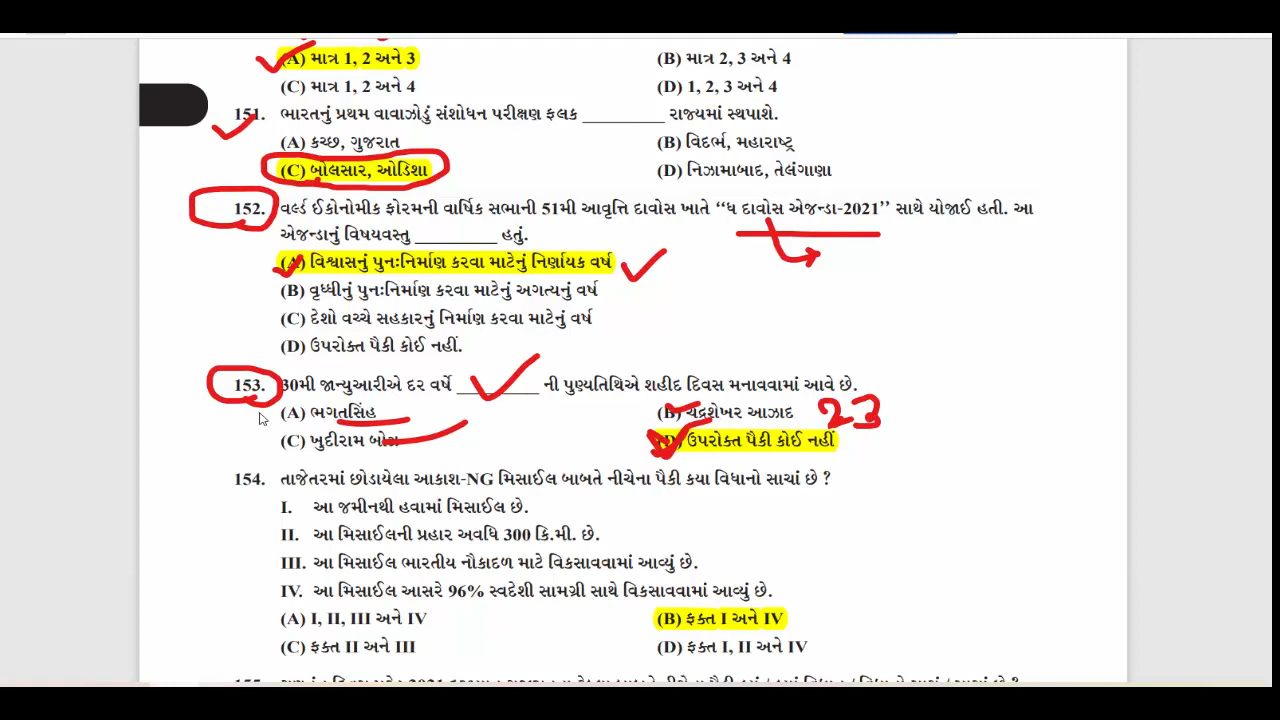 (A) માત્ર 1, 2 અને 3 (B) માત્ર 2, 3 અને 4
(C) માત્ર 1, 2 અને 4 (D) 1, 2, 3 અને 4
151. ભારતનું પ્રથમ વાવાઝોડું સંશોધન પરીક્ષણ ફલક _________ રાજ્યમાં સ્થપાશે.
(A) કચ્છ, ગુજરાત (B) વિદર્ભ, મહારાષ્ટ્ર
(C) બોલસાર, ઓડિશા (D) નિઝામાબાદ, તેલંગાણા
152. વર્લ્ડ ઈકોનોમીક ફોરમની વાર્ષિક સભાની 51મી આવૃત્તિ દાવોસ ખાતે “ધ દાવોસ એજન્ડા-2021” સાથે યોજાઈ હતી. આ
એજન્ડાનું વિષયવસ્તુ _________ હતું.
(A) વિશ્વાસનું પુનઃનિર્માણ કરવા માટેનું નિર્ણાયક વર્ષ
(B) વૃધ્ધીનું પુનઃનિર્માણ કરવા માટેનું અગત્યનું વર્ષ
(C) દેશો વચ્ચે સહકારનું નિર્માણ કરવા માટેનું વર્ષ
(D) ઉપરોક્ત પૈકી કોઈ નહીં.
153. 30મી જાન્યુઆરીએ દર વર્ષે _________ ની પુણ્યતિથિએ શહીદ દિવસ મનાવવામાં આવે છે.
(A) ભગતસિંહ (B) ચંદ્રશેખર આઝાદ 23
(C) ખુદીરામ બોઝ (D) ઉપરોક્ત પૈકી કોઈ નહીં
154. તાજેતરમાં છોડાયેલા આકાશ-NG મિસાઈલ બાબતે નીચેના પૈકી કયા વિધાનો સાચાં છે ?
I. આ જમીનથી હવામાં મિસાઈલ છે.
II. આ મિસાઈલની પ્રહાર અવધિ 300 કિ.મી. છે.
III. આ મિસાઈલ ભારતીય નૌકાદળ માટે વિકસાવવામાં આવ્યું છે.
IV. આ મિસાઈલ આસરે 96% સ્વદેશી સામગ્રી સાથે વિકસાવવામાં આવ્યું છે.
(A) I, II, III અને IV (B) ફક્ત I અને IV
(C) ફક્ત II અને III (D) ફક્ત I, II અને IV